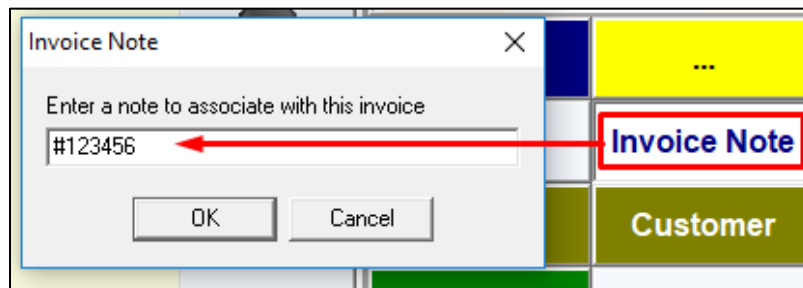 Invoice Note
...
Enter a note to associate with this invoice
#123456
Invoice Note
OK
Cancel
Customer